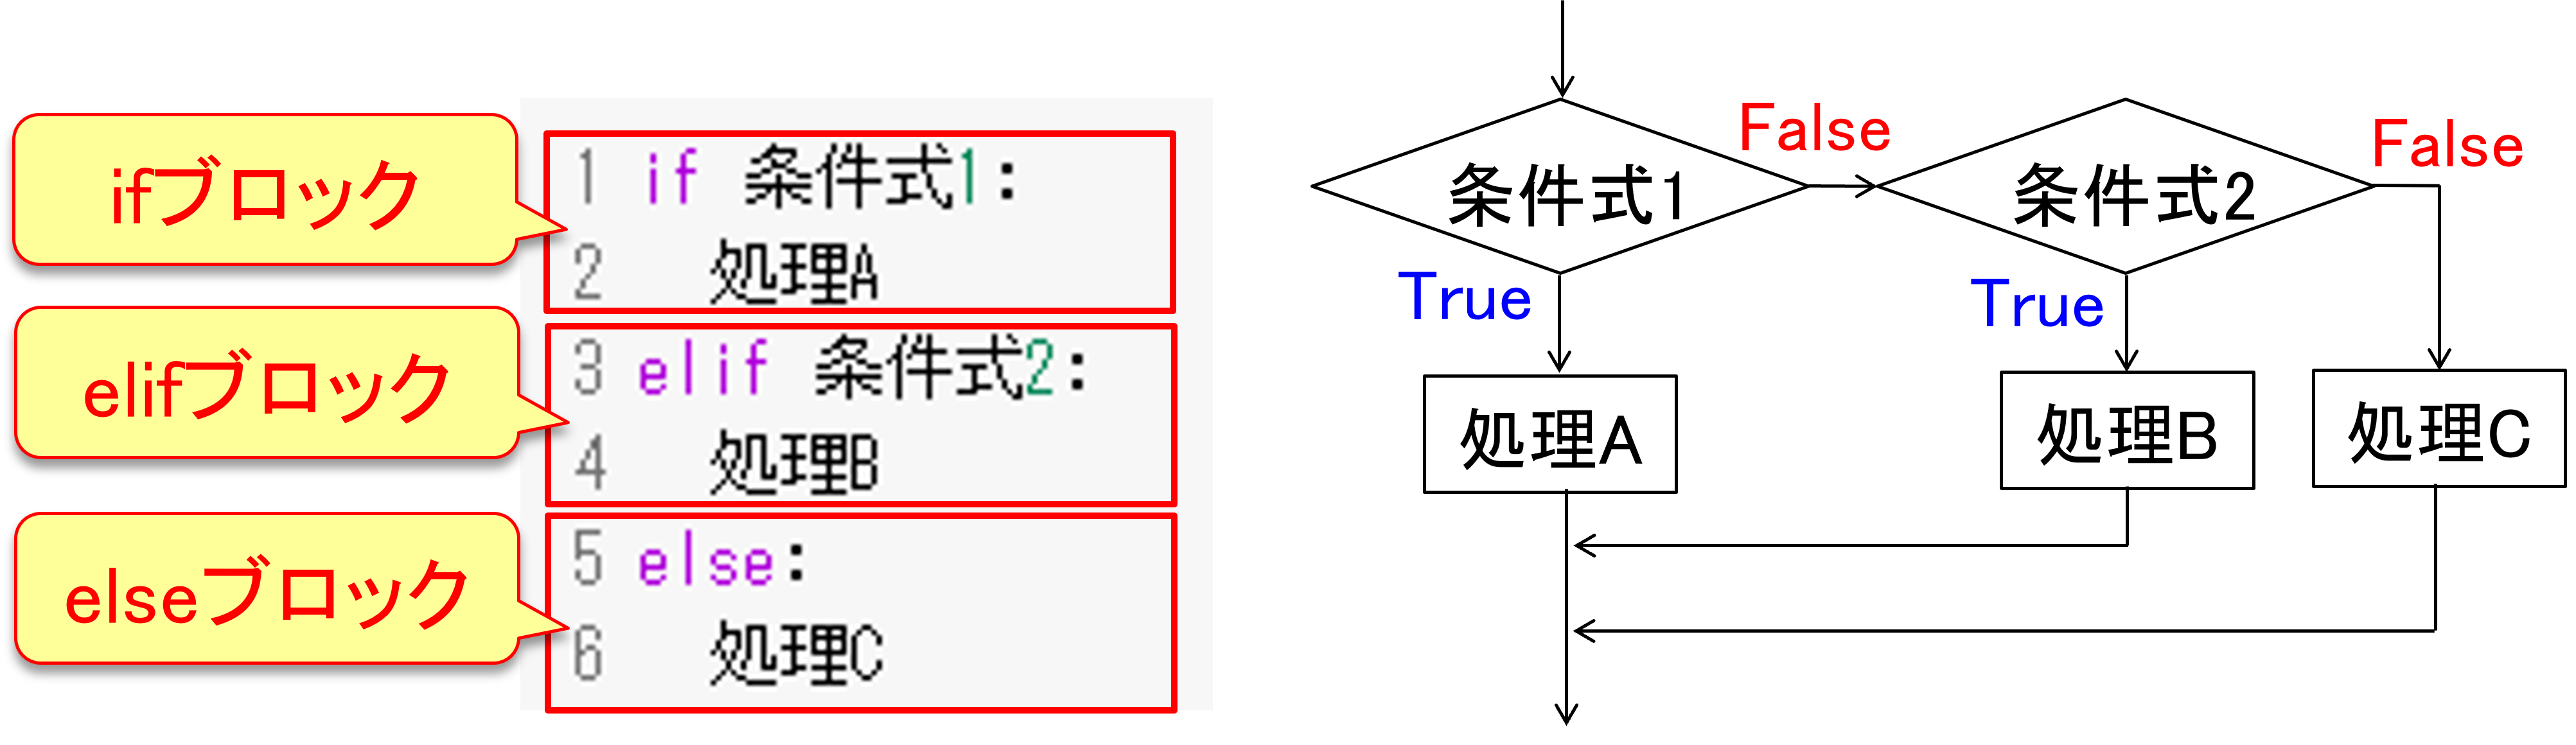 ifブロック
1 if 条件式1:
2 処理A
elifブロック
3 elif 条件式2:
4 処理B
elseブロック
5 else:
6 処理C
条件式1
False
条件式2
False
True
True
処理A
処理B
処理C